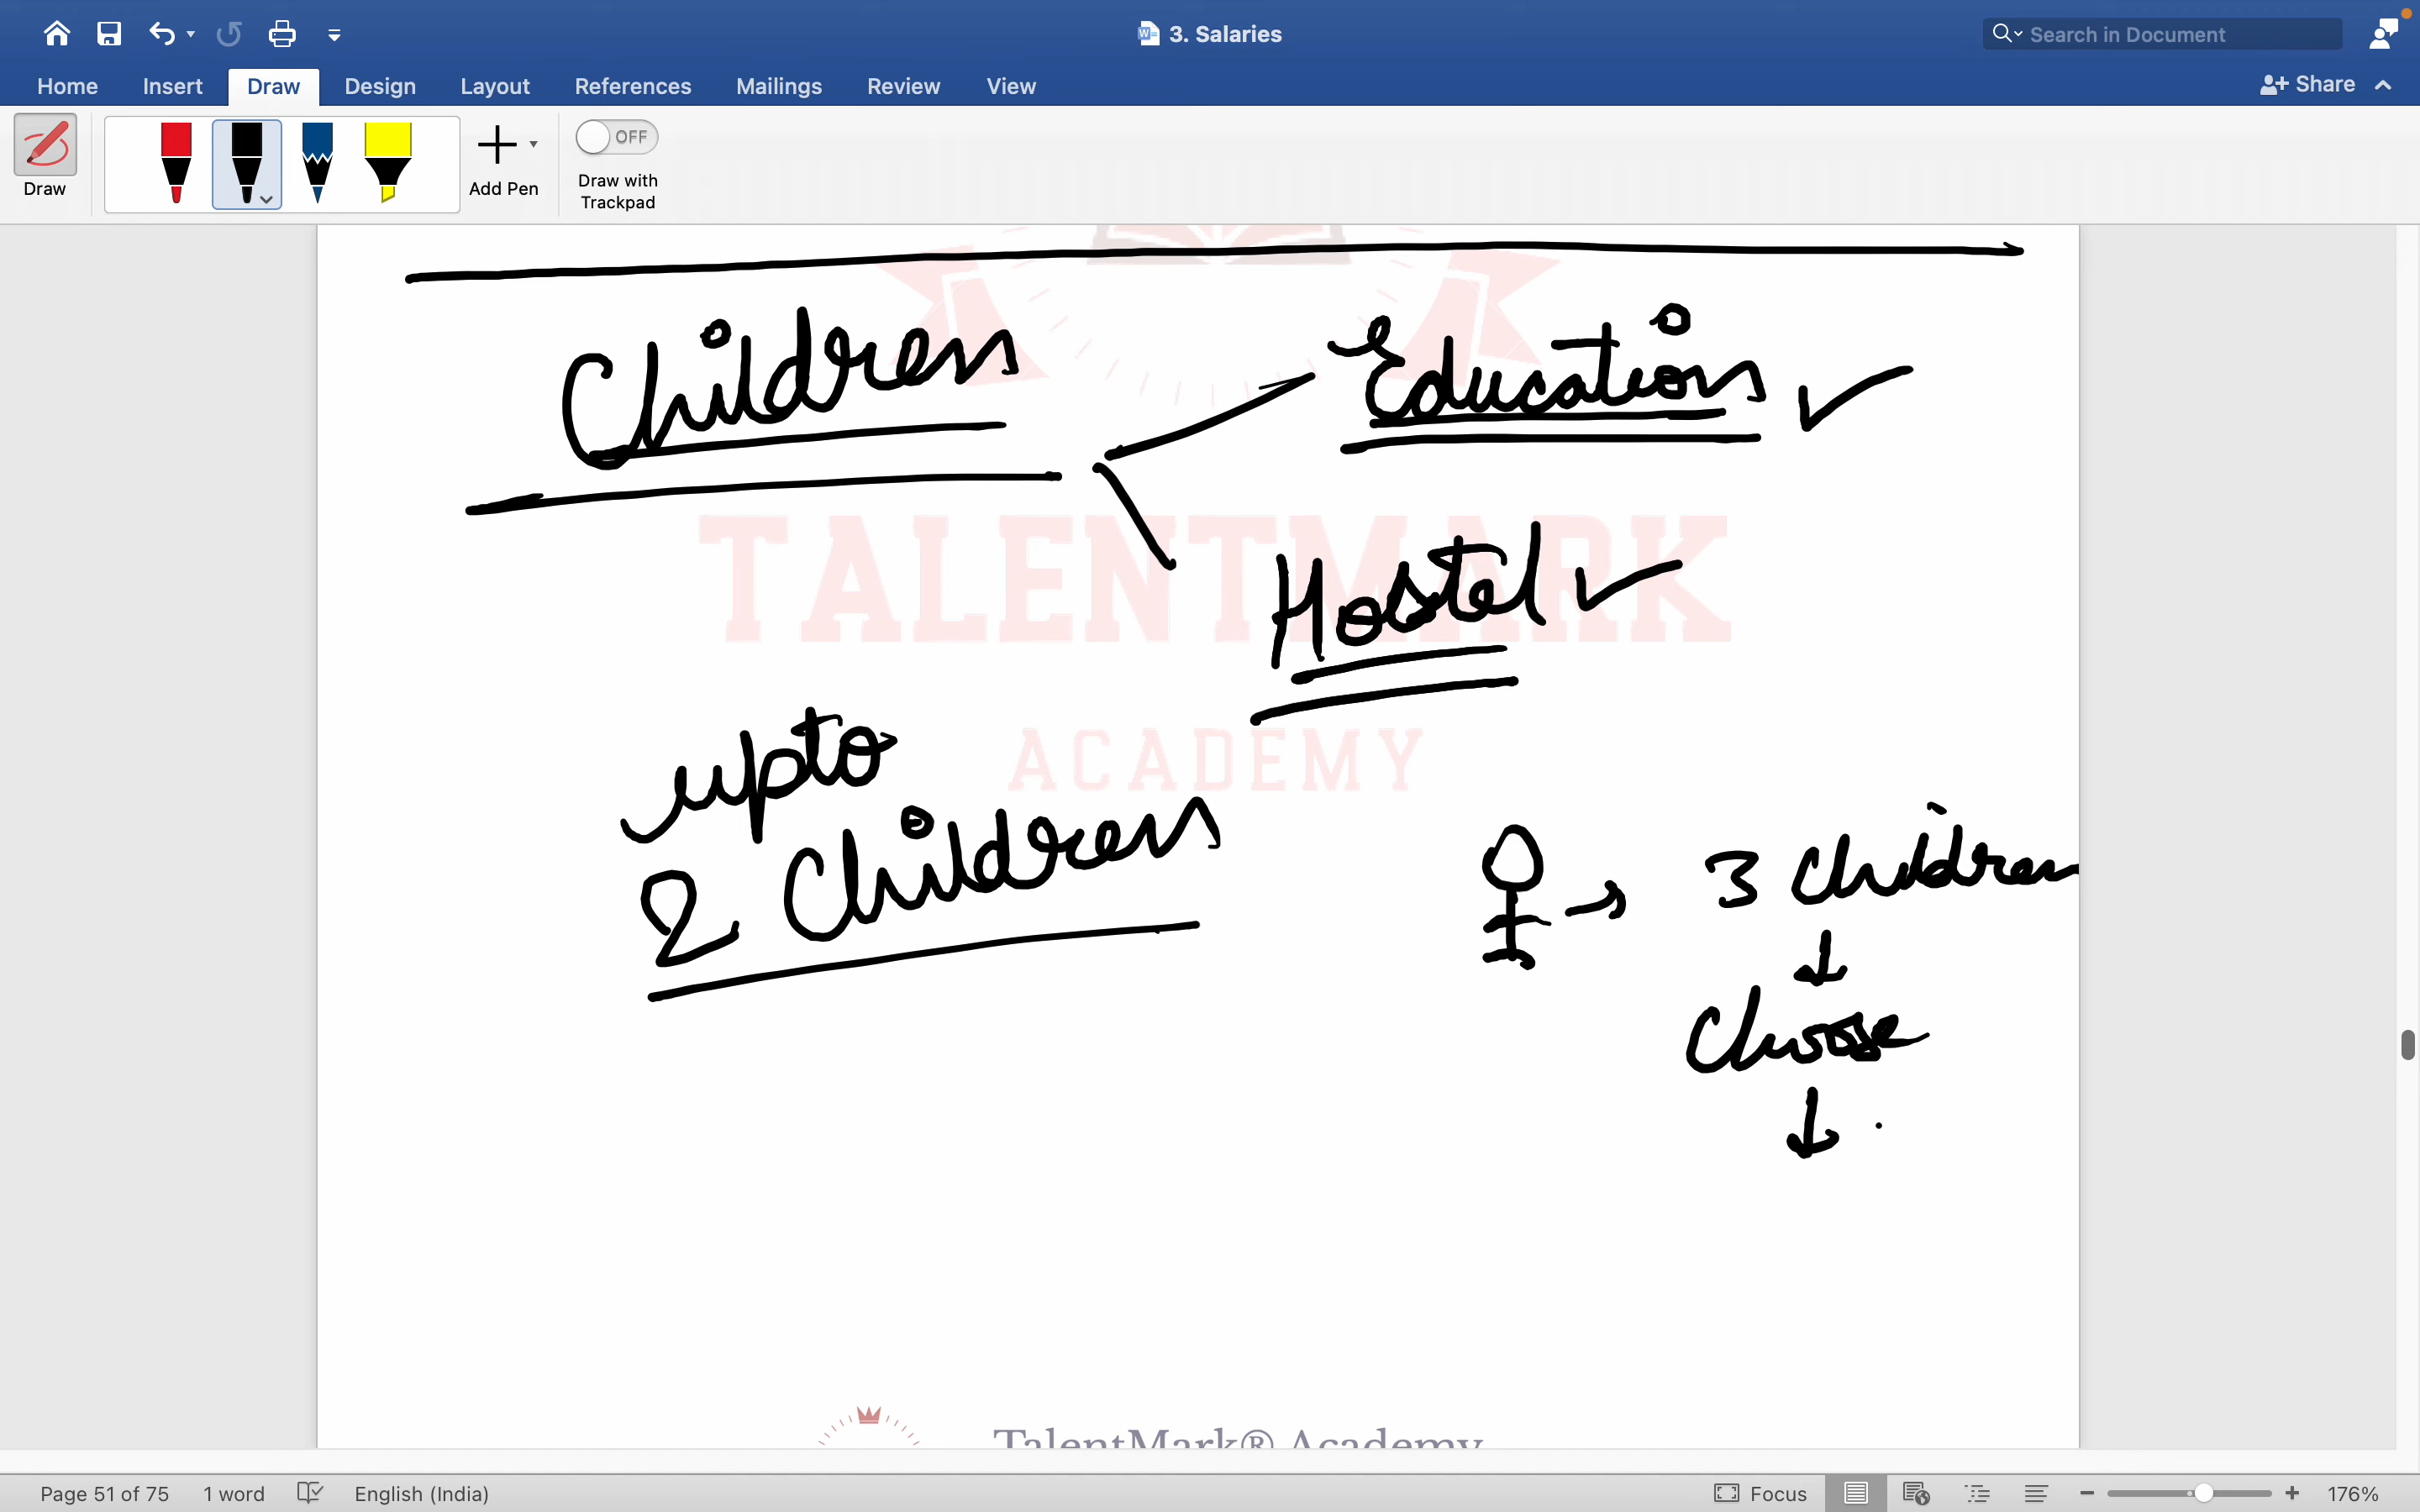 3. Salaries
Search in Document
Home Insert Draw Design Layout References Mailings Review View
Share
Draw
Add Pen
OFF
Draw with
Trackpad
Children
Education
TALENTMARK
Hostel
ACADEMY
upto
2 Children
3 Children
Choose
TalentMark® Academy
Page 51 of 75 1 word English (India) Focus 176%